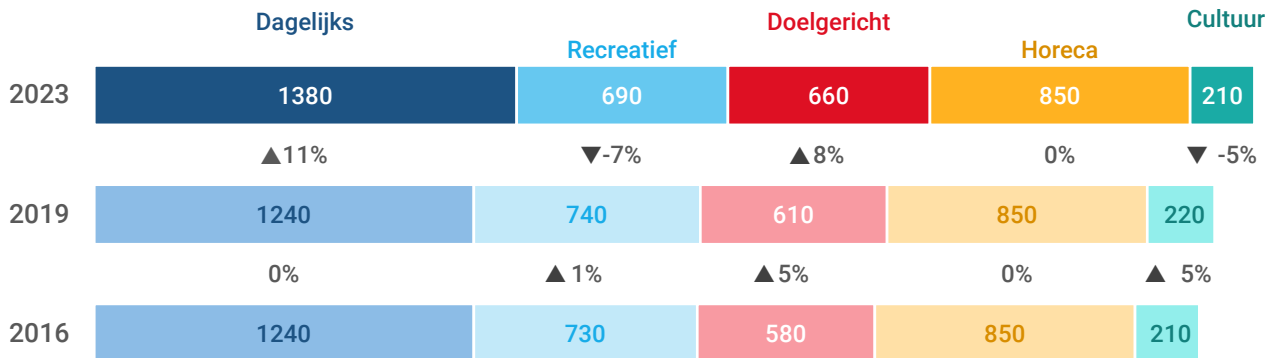 Dagelijks Doelgericht Cultuur
Recreatief Horeca
2023 1380 690 660 850 210
▲11% ▼-7% ▲8% 0% ▼ -5%
2019 1240 740 610 850 220
0% ▲ 1% ▲5% 0% ▲ 5%
2016 1240 730 580 850 210